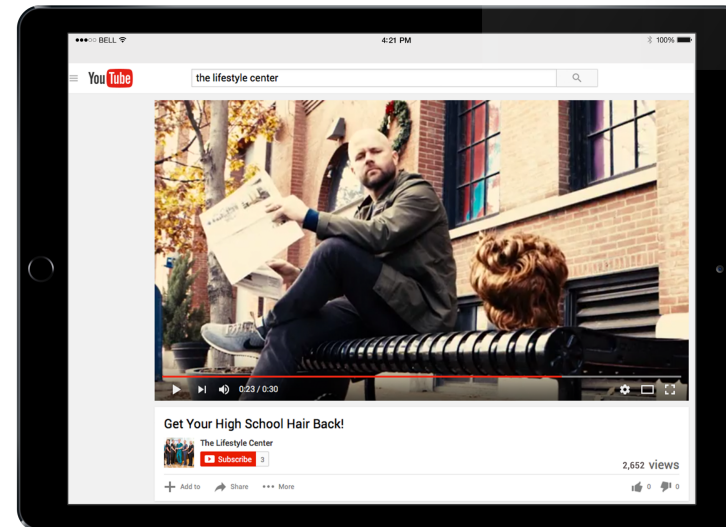 BELL
4:21 PM
100%
YouTube
the lifestyle center
0:23 / 0:30
Get Your High School Hair Back!
The Lifestyle Center
Subscribe 3
2,652 views
Add to Share More
0 0